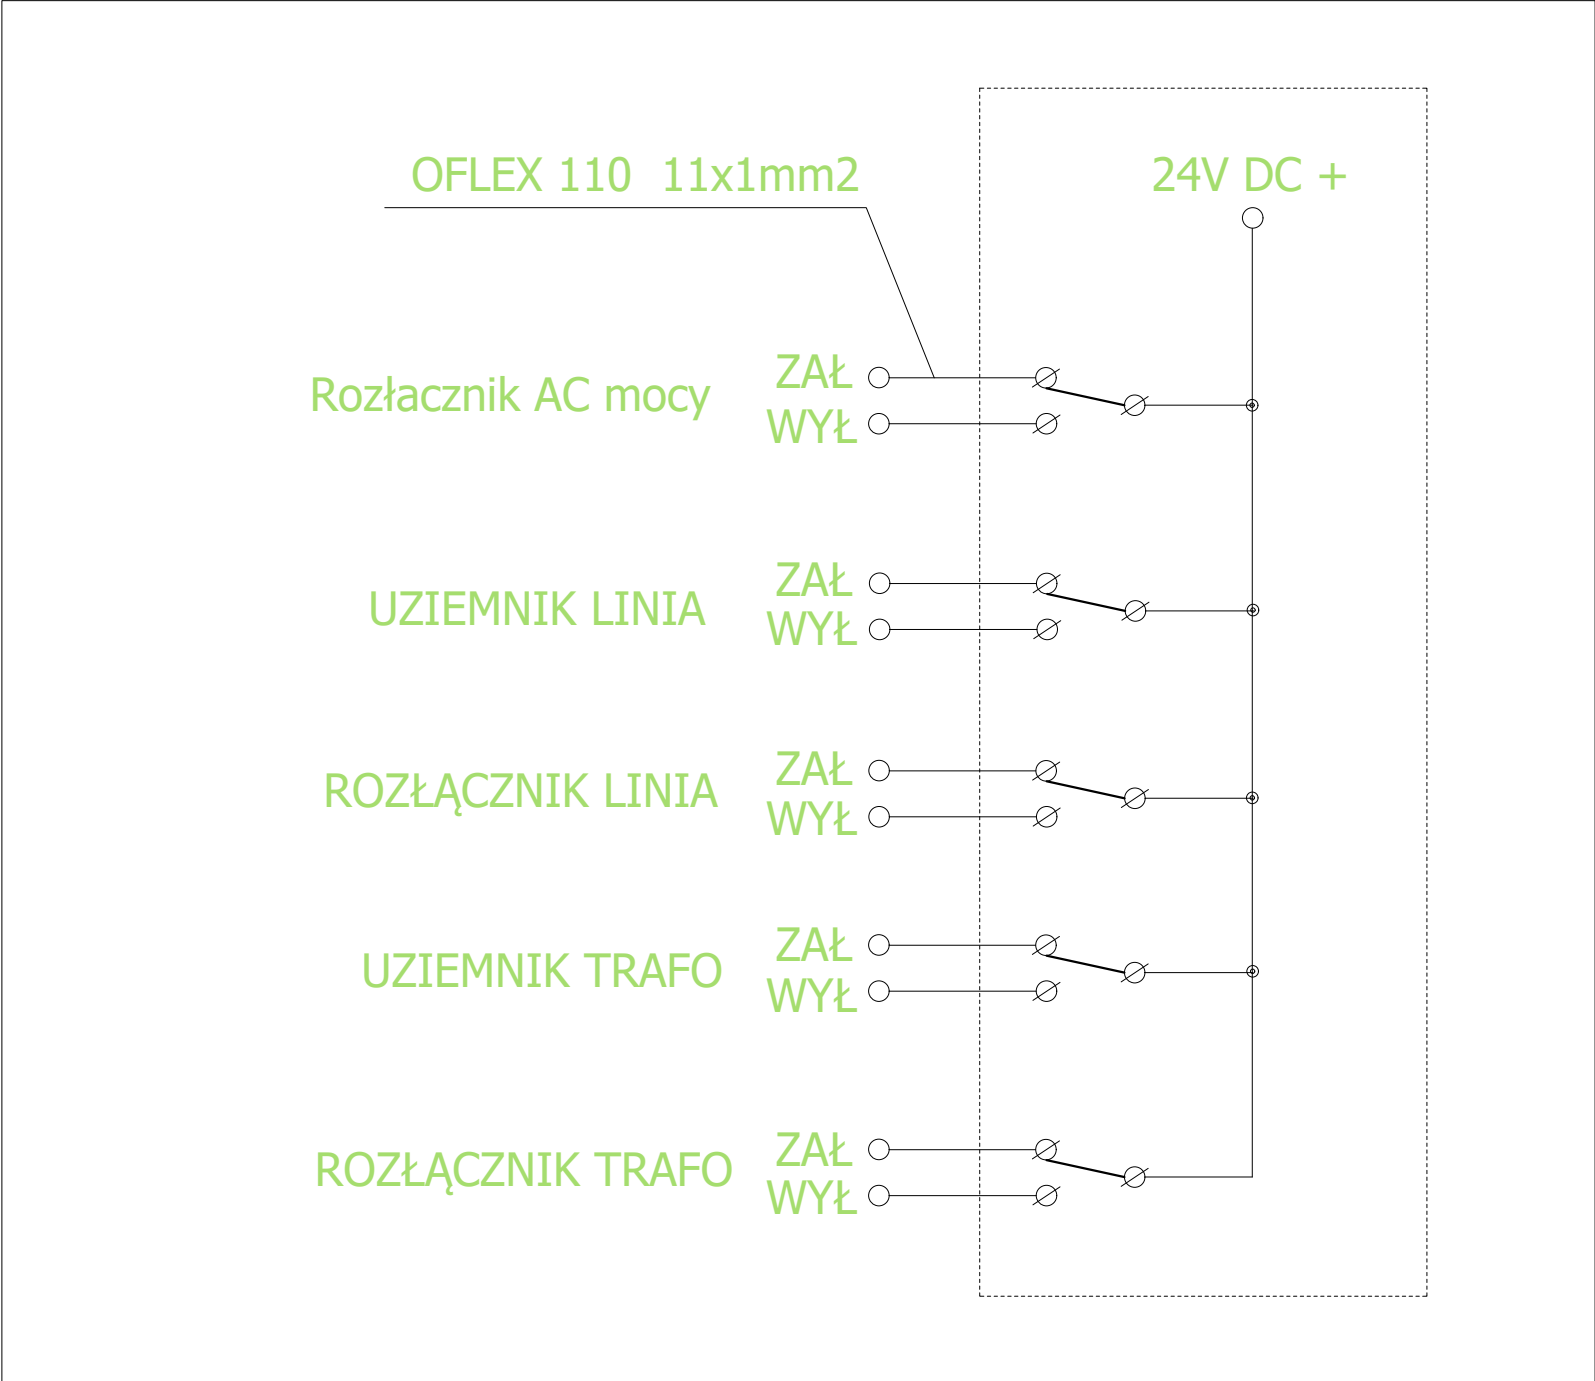 OFLEX 110 11x1mm2
24V DC +
Rozłacznik AC mocy
ZAŁ
WYŁ
UZIEMNIK LINIA
ZAŁ
WYŁ
ROZŁĄCZNIK LINIA
ZAŁ
WYŁ
UZIEMNIK TRAFO
ZAŁ
WYŁ
ROZŁĄCZNIK TRAFO
ZAŁ
WYŁ